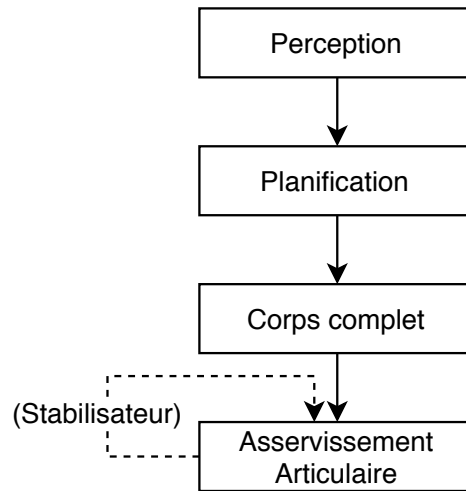 Perception
Planification
Corps complet
(Stabilisateur)
Asservissement
Articulaire